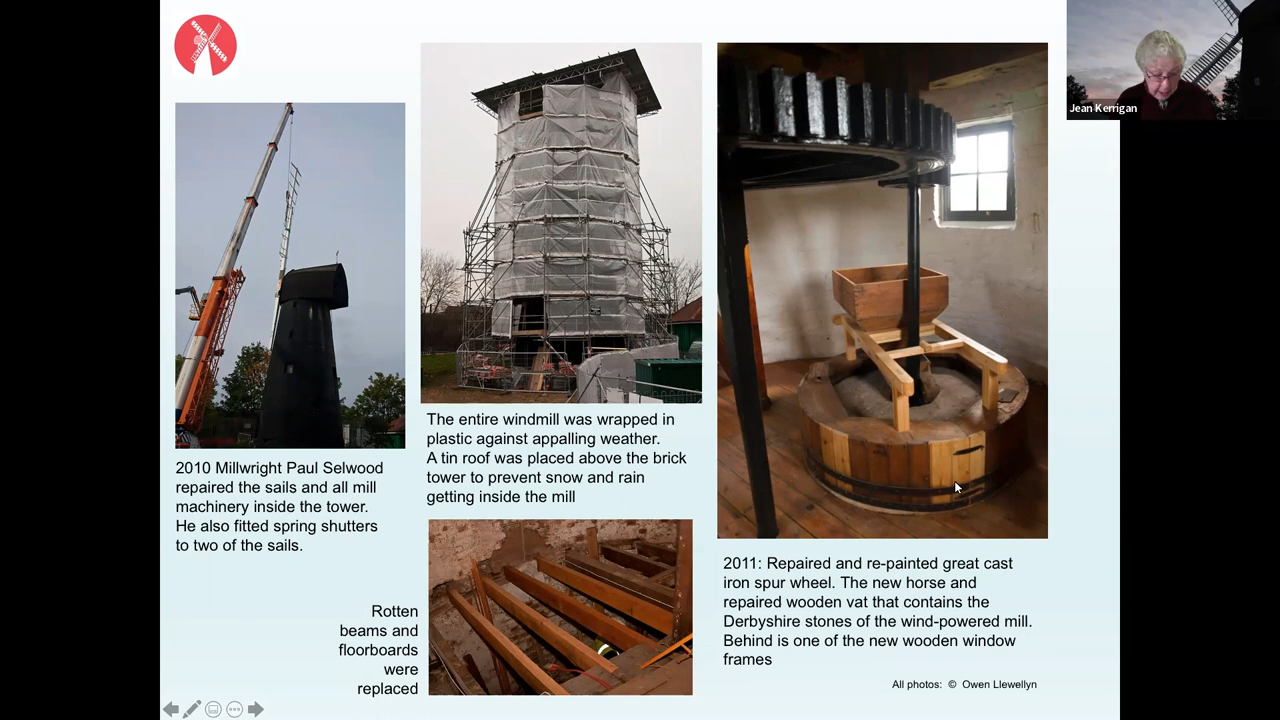 Jean Kerrigan
2010 Millwright Paul Selwood
repaired the sails and all mill
machinery inside the tower.
He also fitted spring shutters
to two of the sails.
The entire windmill was wrapped in
plastic against appalling weather.
A tin roof was placed above the brick
tower to prevent snow and rain
getting inside the mill
Rotten
beams and
floorboards
were
replaced
2011: Repaired and re-painted great cast
iron spur wheel. The new horse and
repaired wooden vat that contains the
Derbyshire stones of the wind-powered mill.
Behind is one of the new wooden window
frames
All photos: © Owen Llewellyn